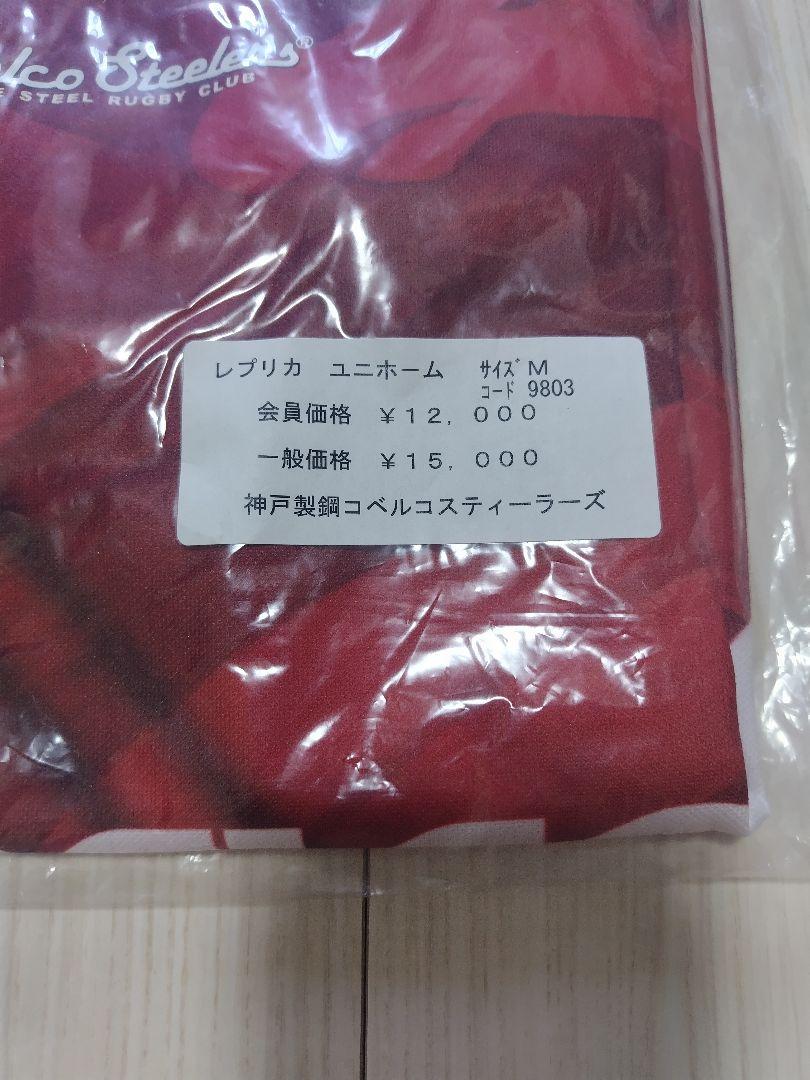 lco Steelers®
E STEEL RUGBY CLUB
レプリカ ユニホーム ｻｲｽﾞ M
ｺｰﾄﾞ 9803
会員価格 ￥１２，０００
一般価格 ￥１５，０００
神戸製鋼コベルコスティーラーズ